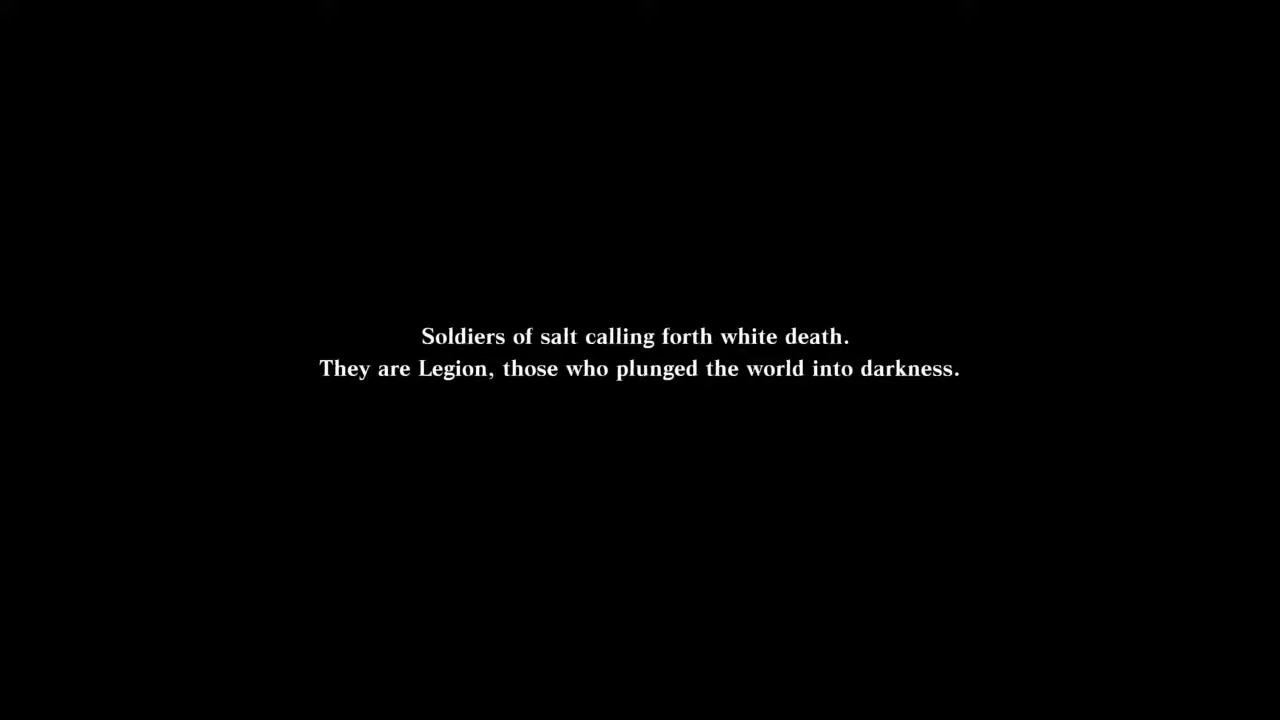 Soldiers of salt calling forth white death.
They are Legion, those who plunged the world into darkness.